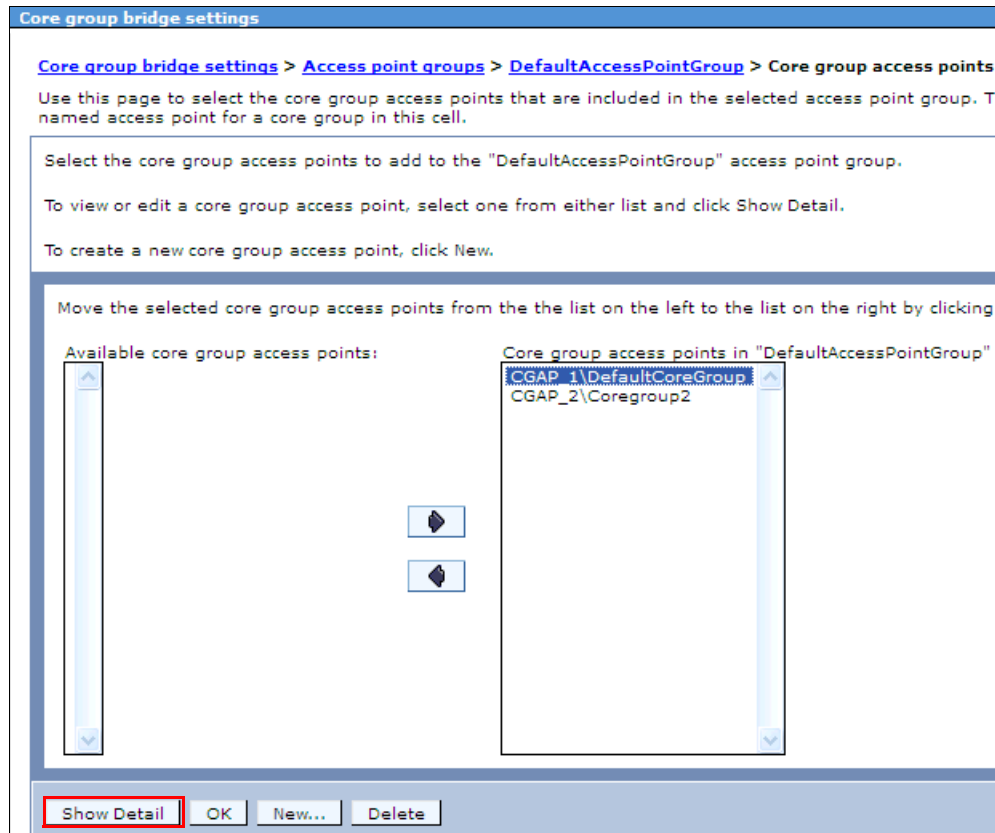 Core group bridge settings
Core group bridge settings > Access point groups > DefaultAccessPointGroup > Core group access points
Use this page to select the core group access points that are included in the selected access point group. T
named access point for a core group in this cell.
Select the core group access points to add to the "DefaultAccessPointGroup" access point group.
To view or edit a core group access point, select one from either list and click Show Detail.
To create a new core group access point, click New.
Move the selected core group access points from the the list on the left to the list on the right by clicking
Available core group access points:
Core group access points in "DefaultAccessPointGroup"
CGAP_1\DefaultCoreGroup
CGAP_2\Coregroup2
Show Detail OK New... Delete